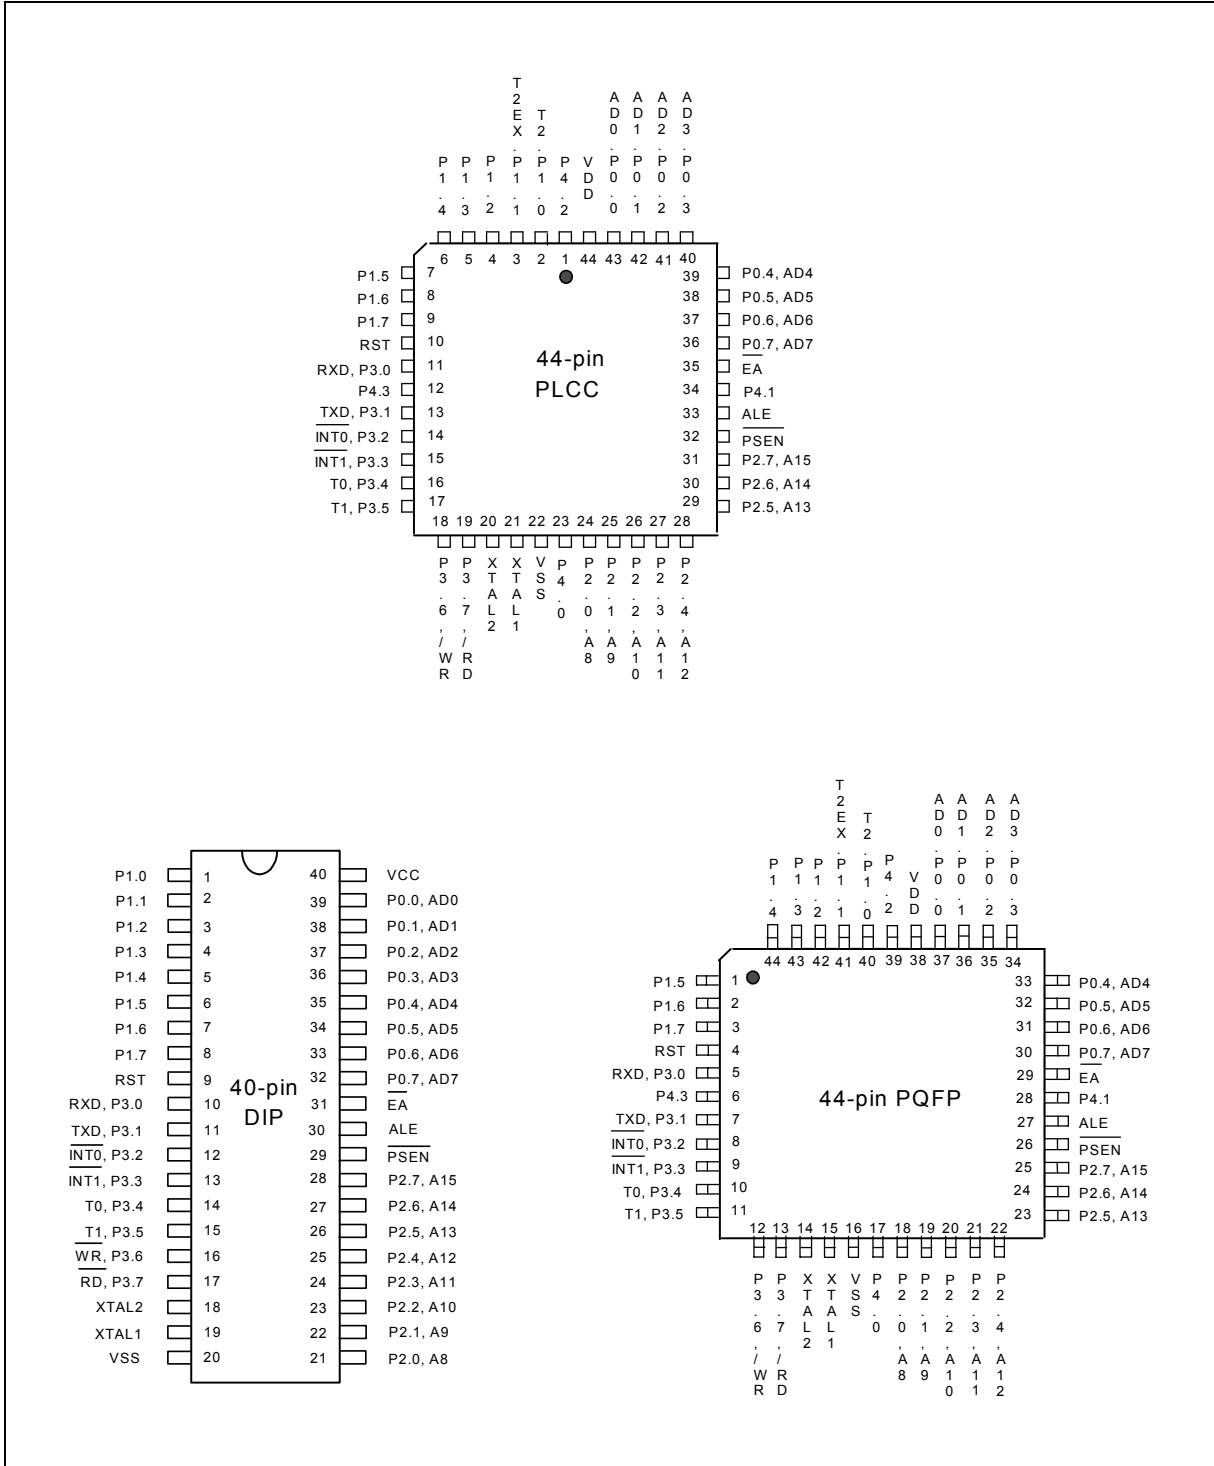 T2EX.P1.1
T2.P1.0
AD0.P0.0
AD1.P0.1
AD2.P0.2
AD3.P0.3
P1.4
P1.3
P1.2
P4.2
VDD
6 5 4 3 2 1 44 43 42 41 40
P1.5 7 39 P0.4, AD4
P1.6 8 38 P0.5, AD5
P1.7 9 37 P0.6, AD6
RST 10 36 P0.7, AD7
RXD, P3.0 11 35 EA
P4.3 12 34 P4.1
TXD, P3.1 13 33 ALE
INT0, P3.2 14 32 PSEN
INT1, P3.3 15 31 P2.7, A15
T0, P3.4 16 30 P2.6, A14
T1, P3.5 17 29 P2.5, A13
44-pin
PLCC
18 19 20 21 22 23 24 25 26 27 28
P3.6,/WR
P3.7,/RD
XTAL2
XTAL1
VSS
P4.0
P2.0,A8
P2.1,A9
P2.2,A10
P2.3,A11
P2.4,A12
P1.0 1 40 VCC
P1.1 2 39 P0.0, AD0
P1.2 3 38 P0.1, AD1
P1.3 4 37 P0.2, AD2
P1.4 5 36 P0.3, AD3
P1.5 6 35 P0.4, AD4
P1.6 7 34 P0.5, AD5
P1.7 8 33 P0.6, AD6
RST 9 32 P0.7, AD7
RXD, P3.0 10 31 EA
TXD, P3.1 11 30 ALE
INT0, P3.2 12 29 PSEN
INT1, P3.3 13 28 P2.7, A15
T0, P3.4 14 27 P2.6, A14
T1, P3.5 15 26 P2.5, A13
WR, P3.6 16 25 P2.4, A12
RD, P3.7 17 24 P2.3, A11
XTAL2 18 23 P2.2, A10
XTAL1 19 22 P2.1, A9
VSS 20 21 P2.0, A8
40-pin
DIP
P1.4
P1.3
P1.2
T2EX.P1.1
T2.P1.0
P4.2
VDD
AD0.P0.0
AD1.P0.1
AD2.P0.2
AD3.P0.3
44 43 42 41 40 39 38 37 36 35 34
P1.5 1 33 P0.4, AD4
P1.6 2 32 P0.5, AD5
P1.7 3 31 P0.6, AD6
RST 4 30 P0.7, AD7
RXD, P3.0 5 29 EA
P4.3 6 28 P4.1
TXD, P3.1 7 27 ALE
INT0, P3.2 8 26 PSEN
INT1, P3.3 9 25 P2.7, A15
T0, P3.4 10 24 P2.6, A14
T1, P3.5 11 23 P2.5, A13
44-pin PQFP
12 13 14 15 16 17 18 19 20 21 22
P3.6,/WR
P3.7,/RD
XTAL2
XTAL1
VSS
P4.0
P2.0,A8
P2.1,A9
P2.2,A10
P2.3,A11
P2.4,A12